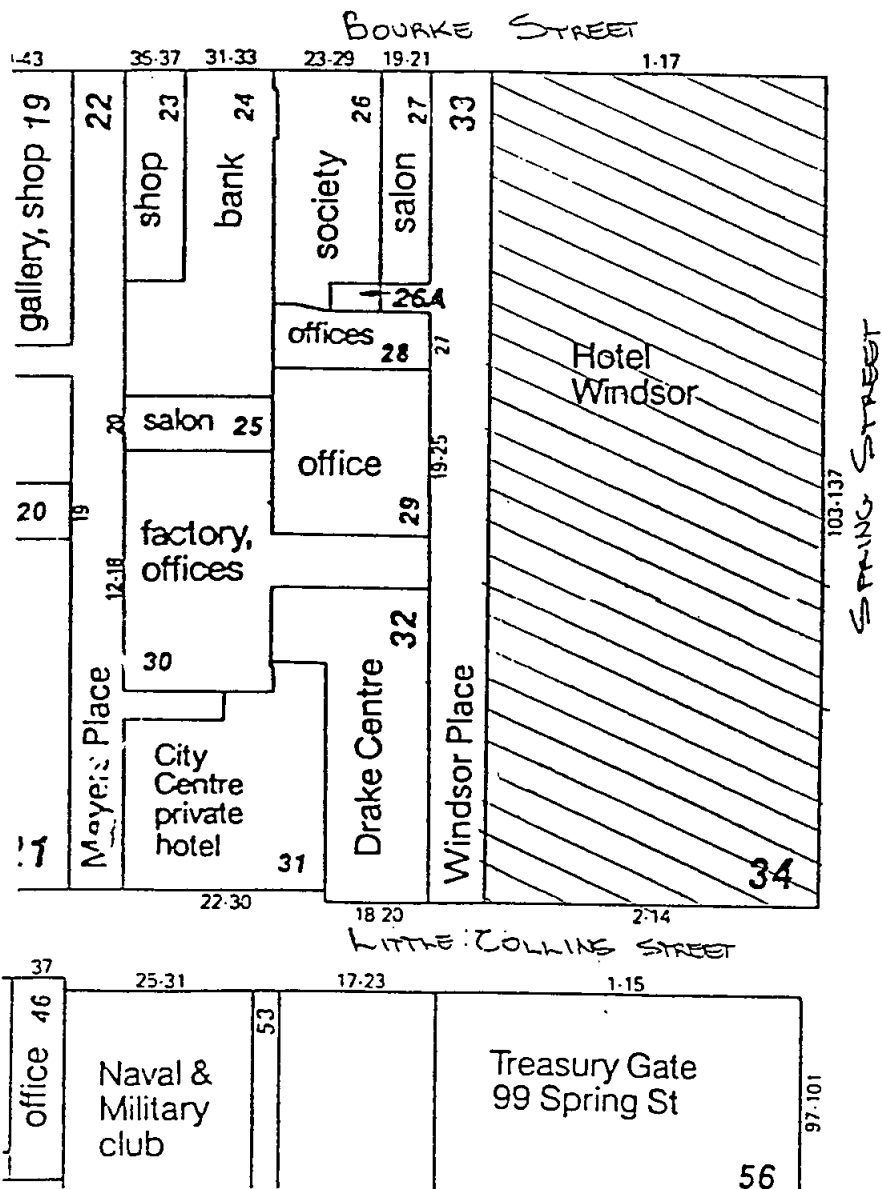 BOURKE STREET
-43
35-37
31-33
23-29
19-21
1-17
gallery, shop 19
22
shop 23
bank 24
society 26
salon 27
33
26A
offices 28
27
Hotel
Windsor
SPRING STREET
20
salon 25
office
29
19-25
103-137
20
19
factory,
offices
12-18
30
32
Mayers Place
City
Centre
private
hotel
31
Drake Centre
Windsor Place
34
22-30
18 20
2-14
LITTLE COLLINS STREET
37
25-31
17-23
1-15
office 46
Naval &
Military
club
53
Treasury Gate
99 Spring St
97-101
56